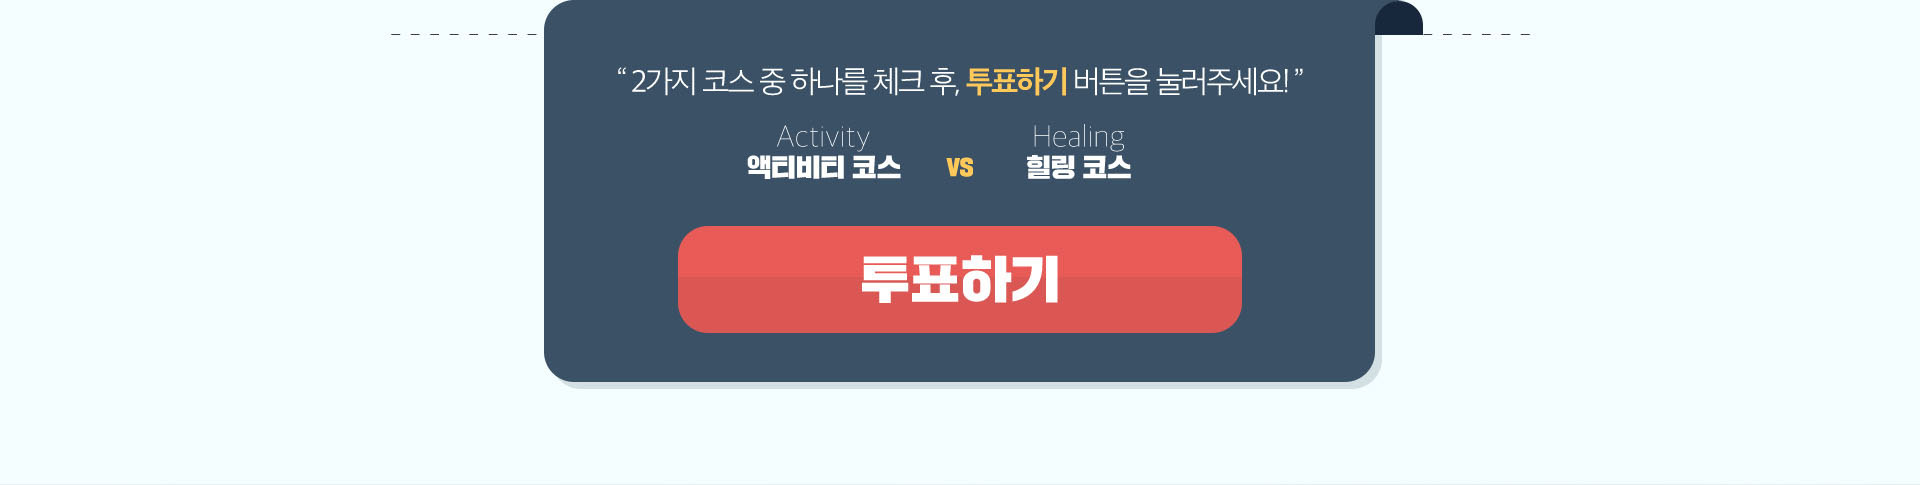 “ 2가지 코스 중 하나를 체크 후, 투표하기 버튼을 눌러주세요! ”
Activity
액티비티 코스
VS
Healing
힐링 코스
투표하기